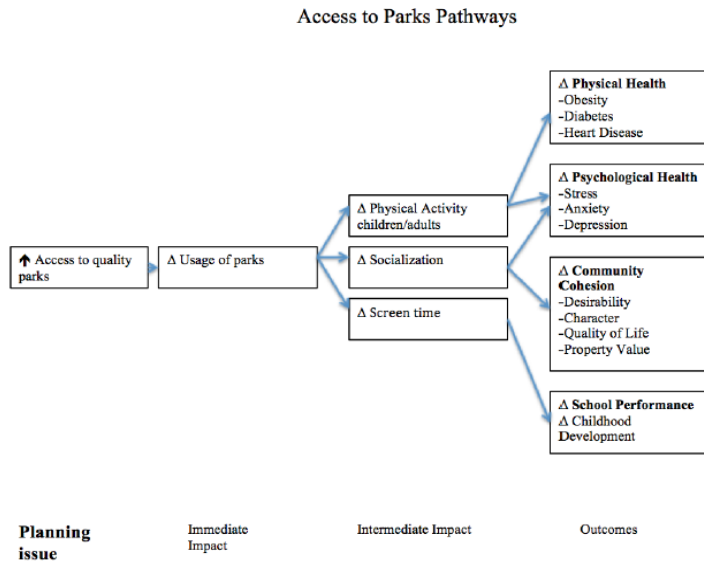 Access to Parks Pathways
↑ Access to quality
parks
Δ Usage of parks
Δ Physical Activity
children/adults
Δ Socialization
Δ Screen time
Δ Physical Health
-Obesity
-Diabetes
-Heart Disease
Δ Psychological Health
-Stress
-Anxiety
-Depression
Δ Community
Cohesion
-Desirability
-Character
-Quality of Life
-Property Value
Δ School Performance
Δ Childhood
Development
Planning
issue
Immediate
Impact
Intermediate Impact
Outcomes